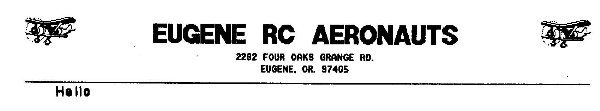 EUGENE RC AERONAUTS
2282 FOUR OAKS GRANGE RD.
EUGENE, OR. 97405
Hello